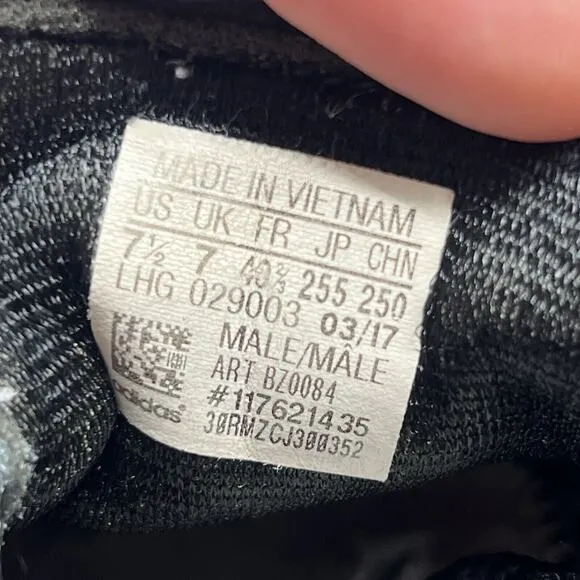 MADE IN VIETNAM
US UK FR JP CHN
7½ 7 40⅔ 255 250
LHG 029003 03/17
MALE/MÂLE
ART BZ0084
#117621435
adidas
30RMZCJ300352